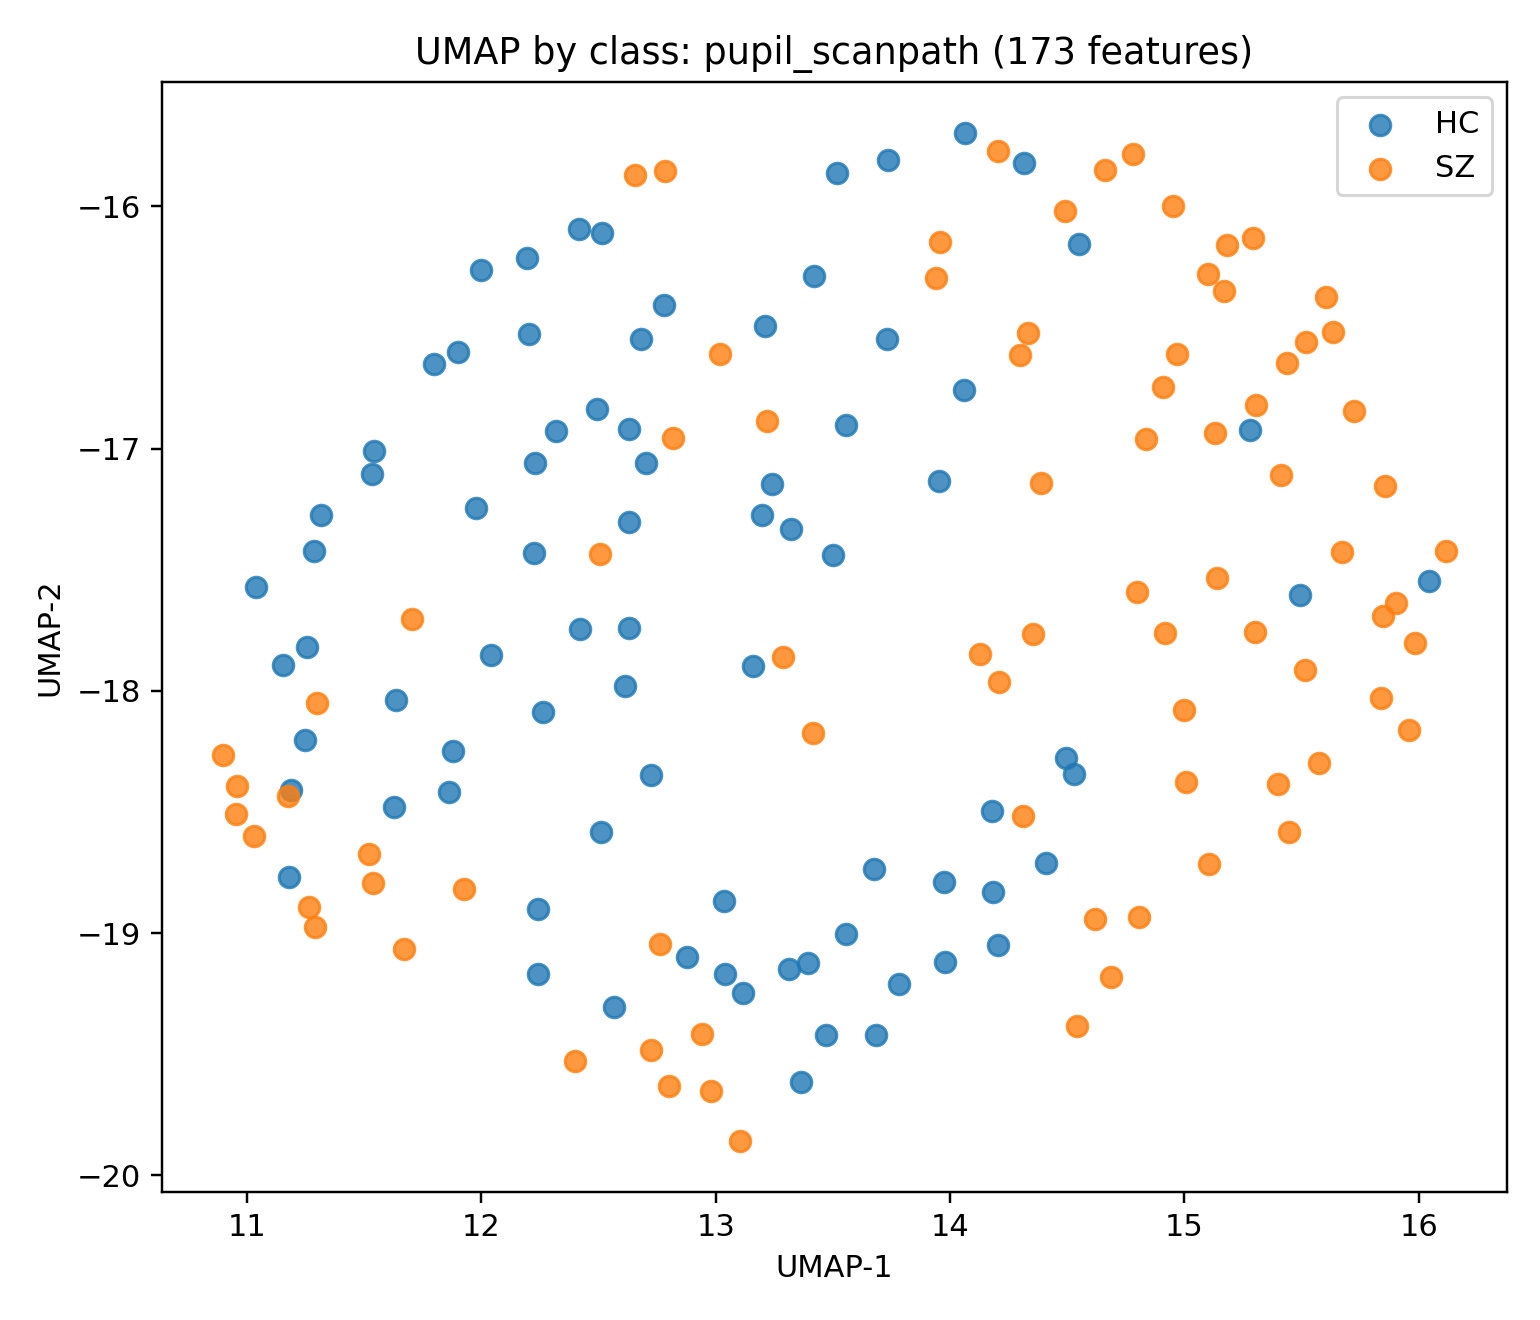 UMAP by class: pupil_scanpath (173 features)
HC
SZ
−16
−17
−18
−19
−20
UMAP-2
11 12 13 14 15 16
UMAP-1